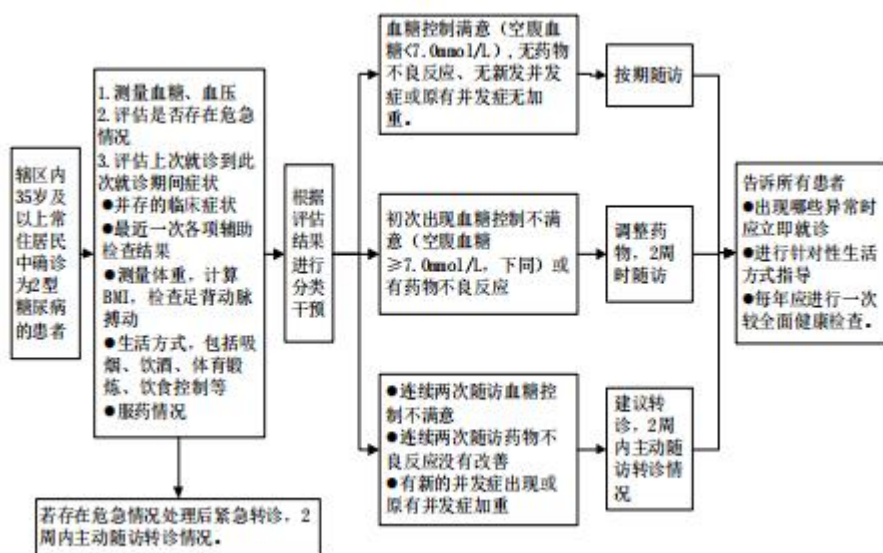 辖区内
35岁及
以上常
住居民
中确诊
为2型
糖尿病
的患者
1.测量血糖、血压
2.评估是否存在危急
情况
3.评估上次就诊到此
次就诊期间症状
●并存的临床症状
●最近一次各项辅助
检查结果
●测量体重，计算
BMI，检查足背动脉
搏动
●生活方式，包括吸
烟、饮酒、体育锻
炼、饮食控制等
●服药情况
若存在危急情况处理后紧急转诊，2
周内主动随访转诊情况。
根据
评估
结果
进行
分类
干预
血糖控制满意（空腹血
糖<7.0mmol/L）,无药物
不良反应、无新发并发
症或原有并发症无加
重。
按期随访
初次出现血糖控制不满
意（空腹血糖
≥7.0mmol/L，下同）或
有药物不良反应
调整药
物，2周
时随访
●连续两次随访血糖控
制不满意
●连续两次随访药物不
良反应没有改善
●有新的并发症出现或
原有并发症加重
建议转
诊，2周
内主动随
访转诊情
况
告诉所有患者
●出现哪些异常时
应立即就诊
●进行针对性生活
方式指导
●每年应进行一次
较全面健康检查。